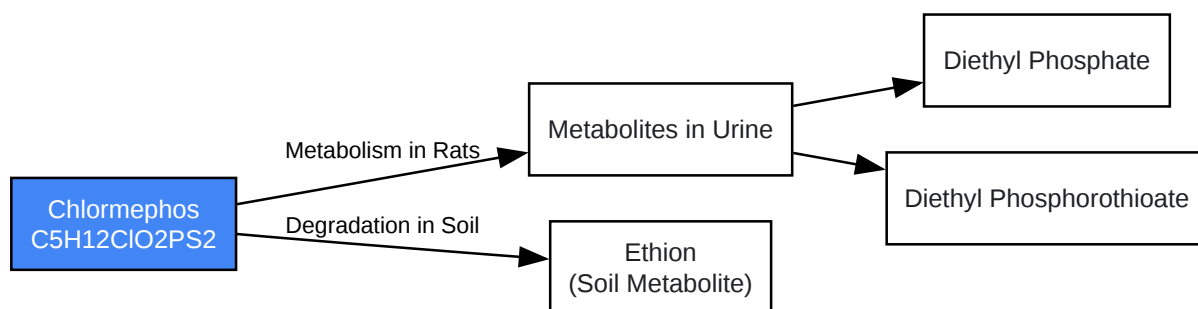 Diethyl Phosphate
Metabolites in Urine
Metabolism in Rats
Diethyl Phosphorothioate
Chlormephos
C5H12ClO2PS2
Degradation in Soil
Ethion
(Soil Metabolite)